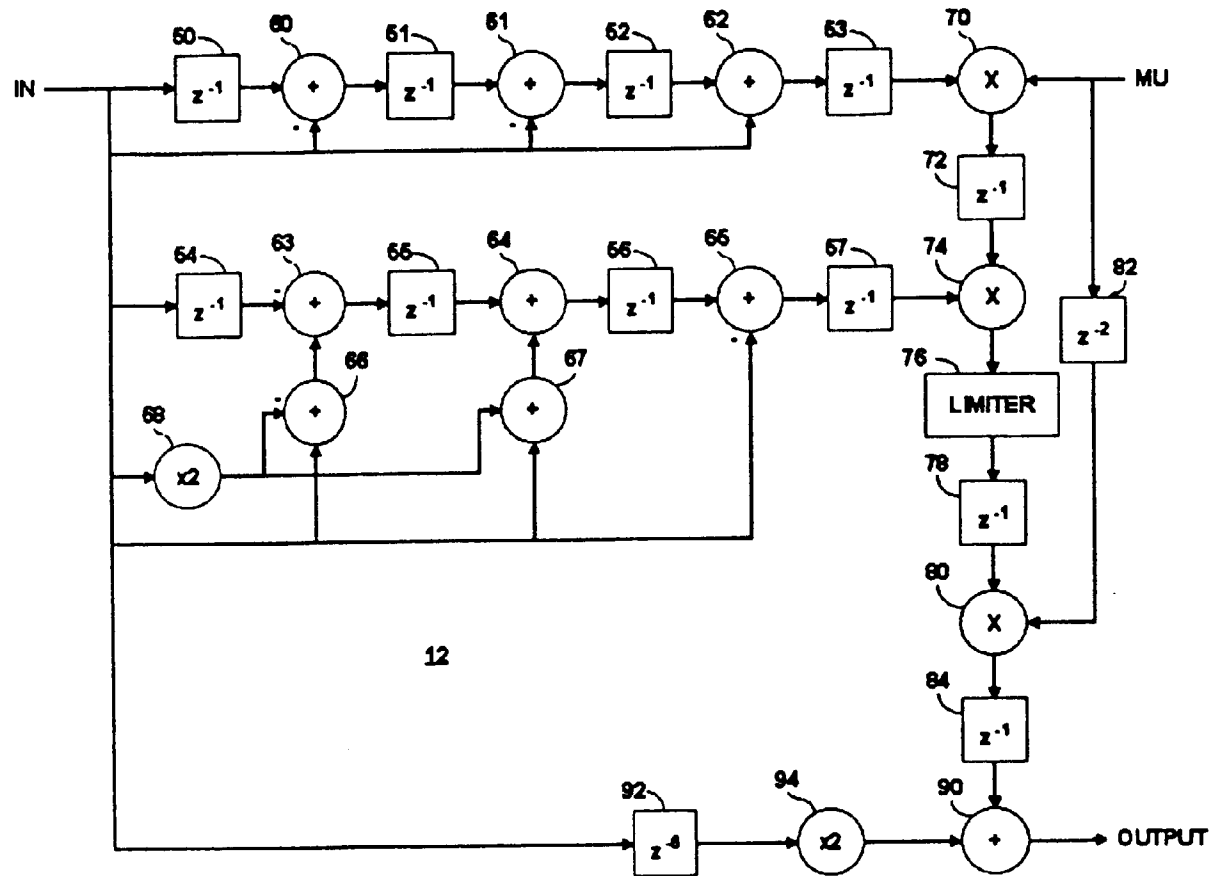 50 60 51 61 52 62 53 70
IN z⁻¹ + z⁻¹ + z⁻¹ + z⁻¹ X MU
- -
72 z⁻¹
54 63 55 64 56 65 57 74 82
z⁻¹ - + z⁻¹ + z⁻¹ + z⁻¹ X z⁻²
-
66 67 76
- + + LIMITER
68 78
x2 z⁻¹
80
X
12
84
z⁻¹
92 94 90
z⁻⁶ x2 + OUTPUT